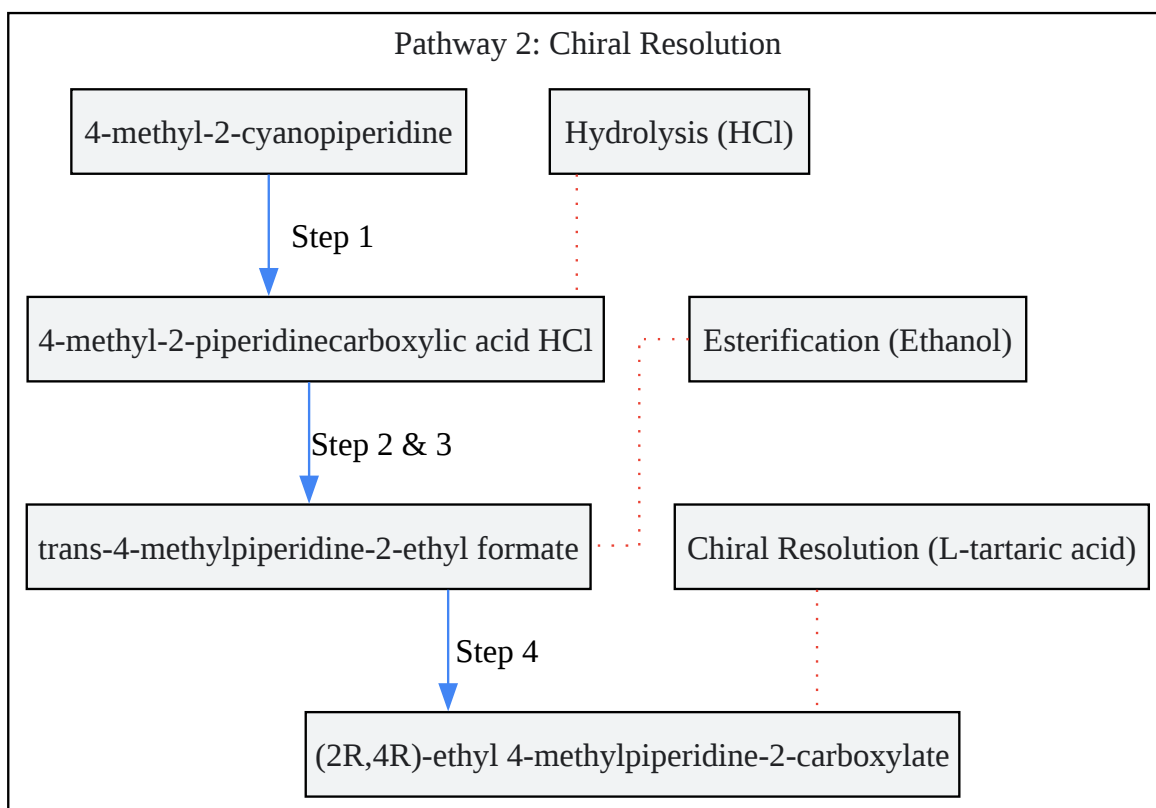 Pathway 2: Chiral Resolution
4-methyl-2-cyanopiperidine
Hydrolysis (HCl)
Step 1
4-methyl-2-piperidinecarboxylic acid HCl
Esterification (Ethanol)
Step 2 & 3
trans-4-methylpiperidine-2-ethyl formate
Chiral Resolution (L-tartaric acid)
Step 4
(2R,4R)-ethyl 4-methylpiperidine-2-carboxylate